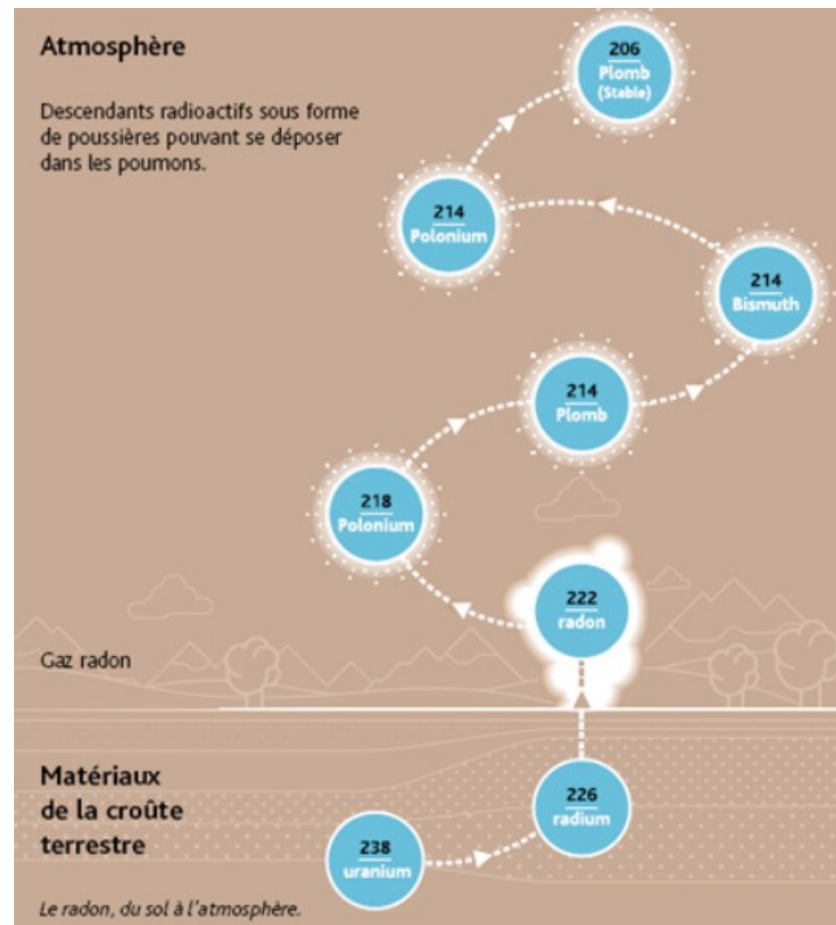 Atmosphère
Descendants radioactifs sous forme
de poussières pouvant se déposer
dans les poumons.
206
Plomb
(Stable)
214
Polonium
214
Bismuth
214
Plomb
218
Polonium
222
radon
Gaz radon
Matériaux
de la croûte
terrestre
226
radium
238
uranium
Le radon, du sol à l'atmosphère.